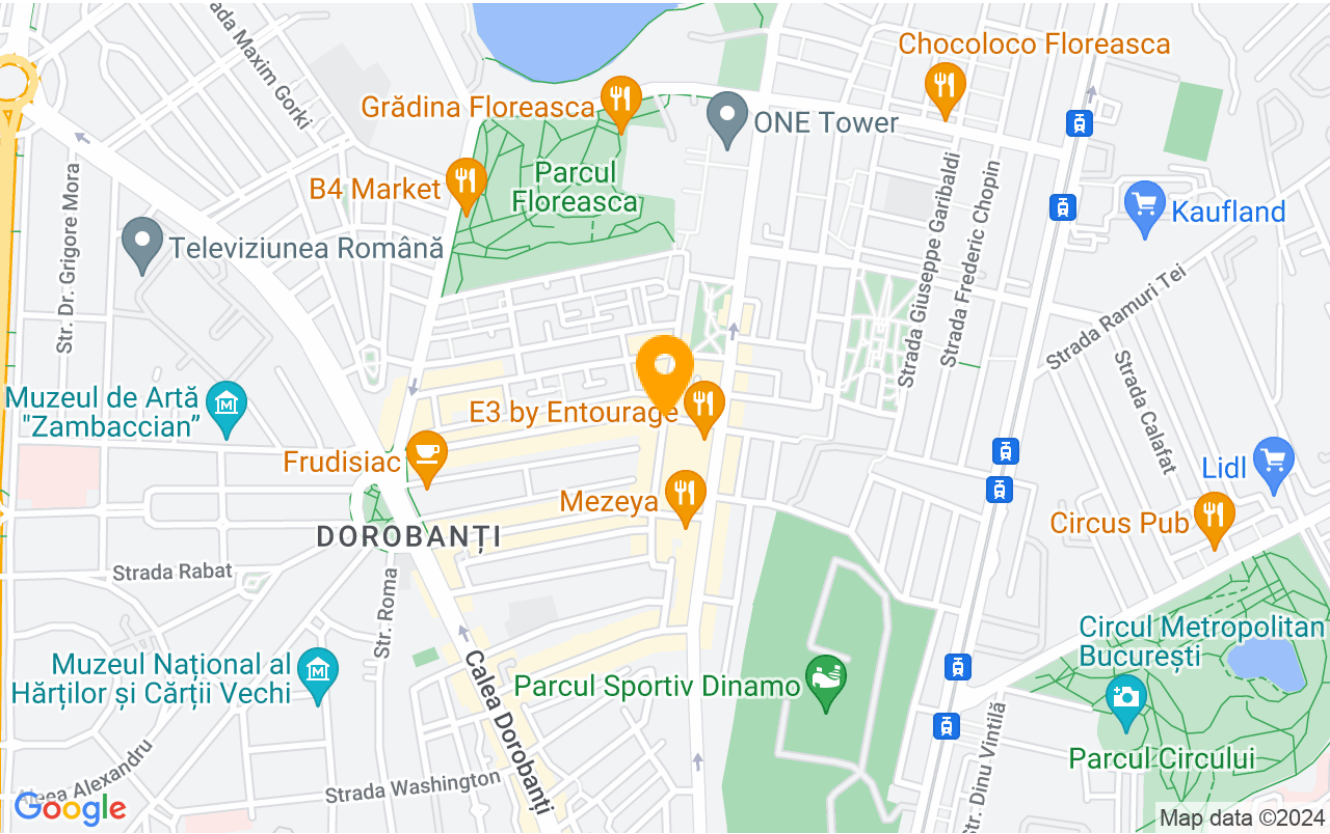 Strada Maxim Gorki
Chocoloco Floreasca
Grădina Floreasca
ONE Tower
Parcul
Floreasca
B4 Market
Str. Dr. Grigore Mora
Televiziunea Română
Strada Giuseppe Garibaldi
Strada Frederic Chopin
Kaufland
Strada Ramuri Tei
Strada Calafat
Muzeul de Artă
"Zambaccian”
E3 by Entourage
Frudisiac
Lidl
Mezeya
Circus Pub
DOROBANȚI
Strada Rabat
Str. Roma
Circul Metropolitan
București
Muzeul Național al
Hărților și Cărții Vechi
Calea Dorobanți
Parcul Sportiv Dinamo
Str. Dinu Vintilă
Parcul Circului
Aleea Alexandru
Strada Washington
Google
Map data ©2024